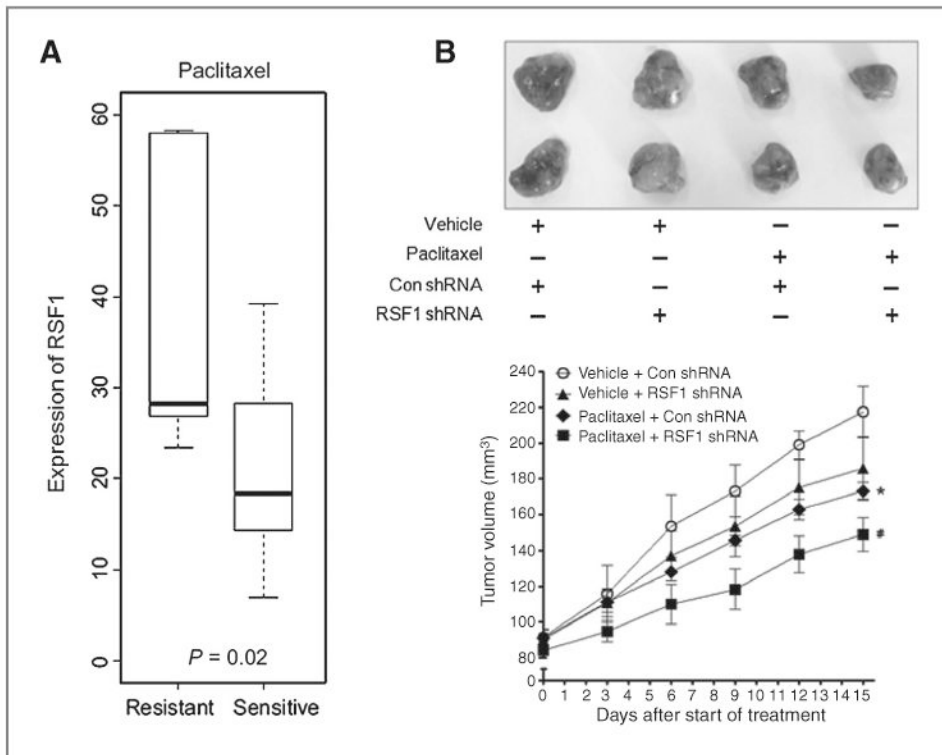 A
Paclitaxel
Expression of RSF1
60
50
40
30
20
10
0
P = 0.02
Resistant Sensitive
B
Vehicle + + − −
Paclitaxel − − + +
Con shRNA + − + −
RSF1 shRNA − + − +
Vehicle + Con shRNA
Vehicle + RSF1 shRNA
Paclitaxel + Con shRNA
Paclitaxel + RSF1 shRNA
Tumor volume (mm³)
240
220
200
180
160
140
120
100
80
0
*
#
0 1 2 3 4 5 6 7 8 9 10 11 12 13 14 15
Days after start of treatment